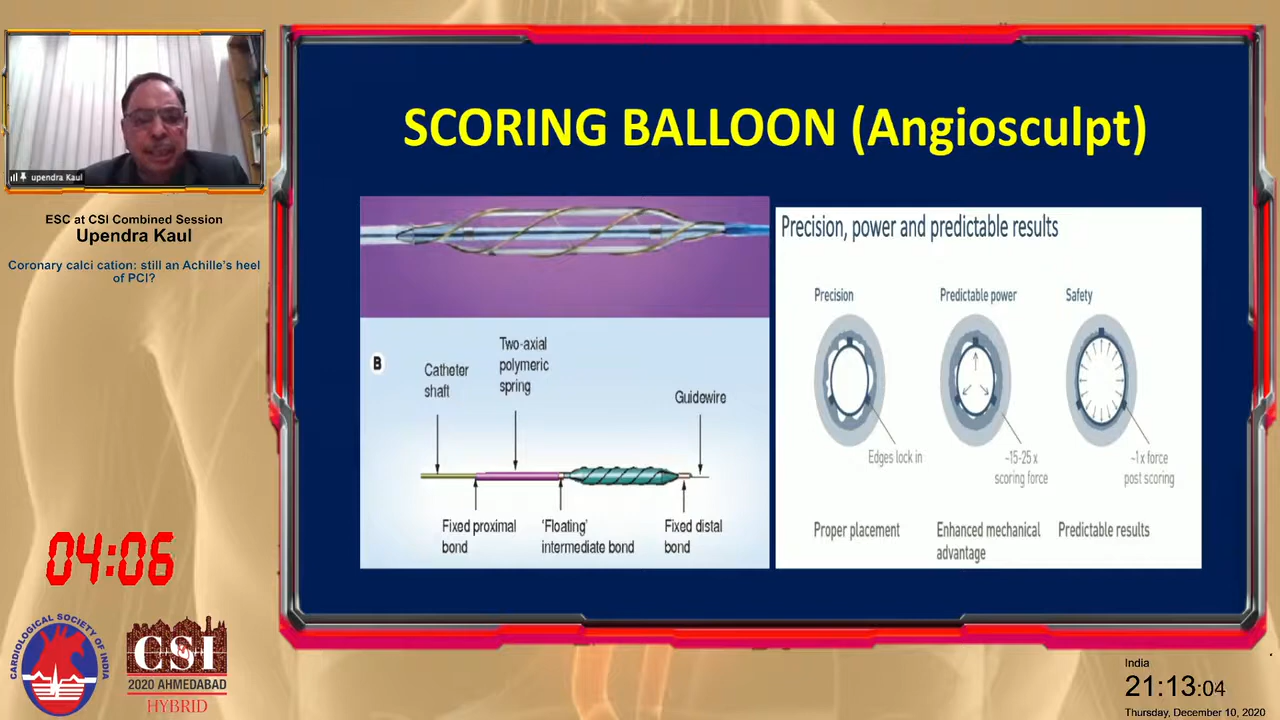 upendra Kaul
ESC at CSI Combined Session
Upendra Kaul
Coronary calci cation: still an Achille's heel
of PCI?
04:06
CARDIOLOGICAL SOCIETY OF INDIA
CSI
2020 AHMEDABAD
HYBRID
SCORING BALLOON (Angiosculpt)
B
Catheter
shaft
Two-axial
polymeric
spring
Guidewire
Fixed proximal
bond
'Floating'
intermediate bond
Fixed distal
bond
Precision, power and predictable results
Precision
Predictable power
Safety
Edges lock in
~15-25 x
scoring force
~1x force
post scoring
Proper placement
Enhanced mechanical
advantage
Predictable results
India
21:13:04
Thursday, December 10, 2020